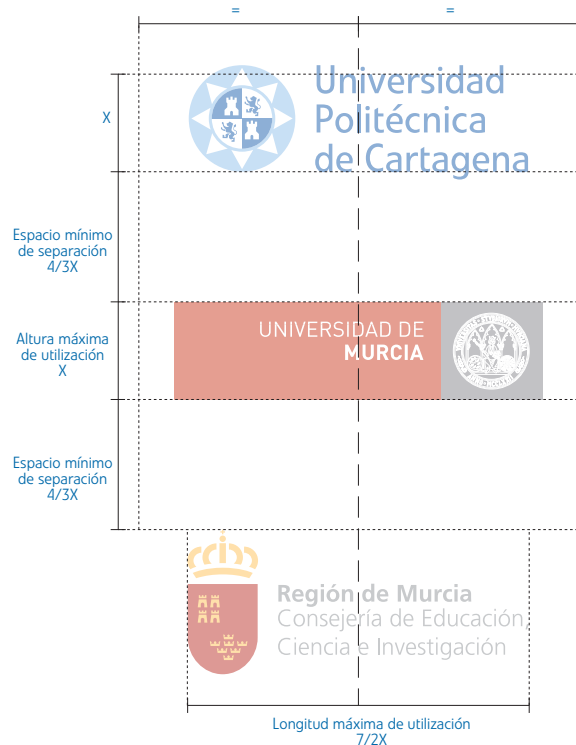 = =
Universidad
Politécnica
de Cartagena
X
Espacio mínimo
de separación
4/3X
UNIVERSIDAD DE
MURCIA
Altura máxima
de utilización
X
Espacio mínimo
de separación
4/3X
Región de Murcia
Consejería de Educación,
Ciencia e Investigación
Longitud máxima de utilización
7/2X